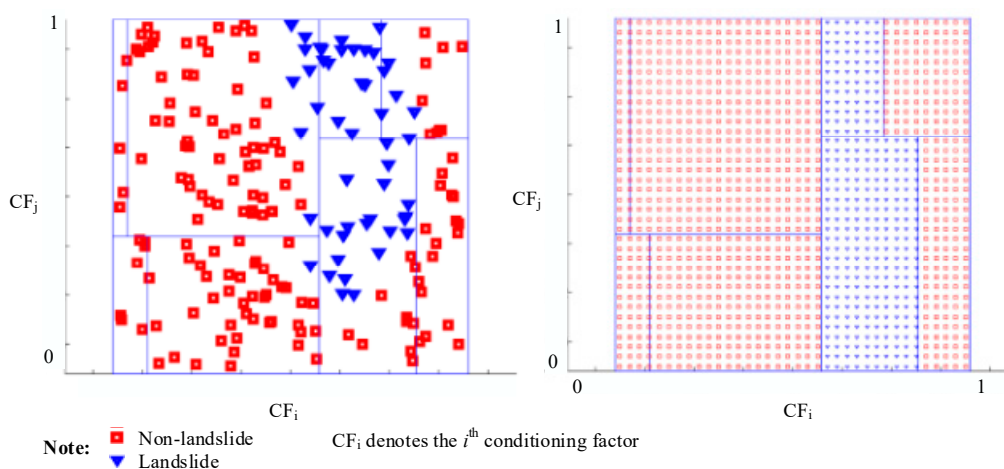 1
CFj
0
CFi
1
CFj
0
0
1
CFi
Note:
Non-landslide
CFi denotes the ith conditioning factor
Landslide